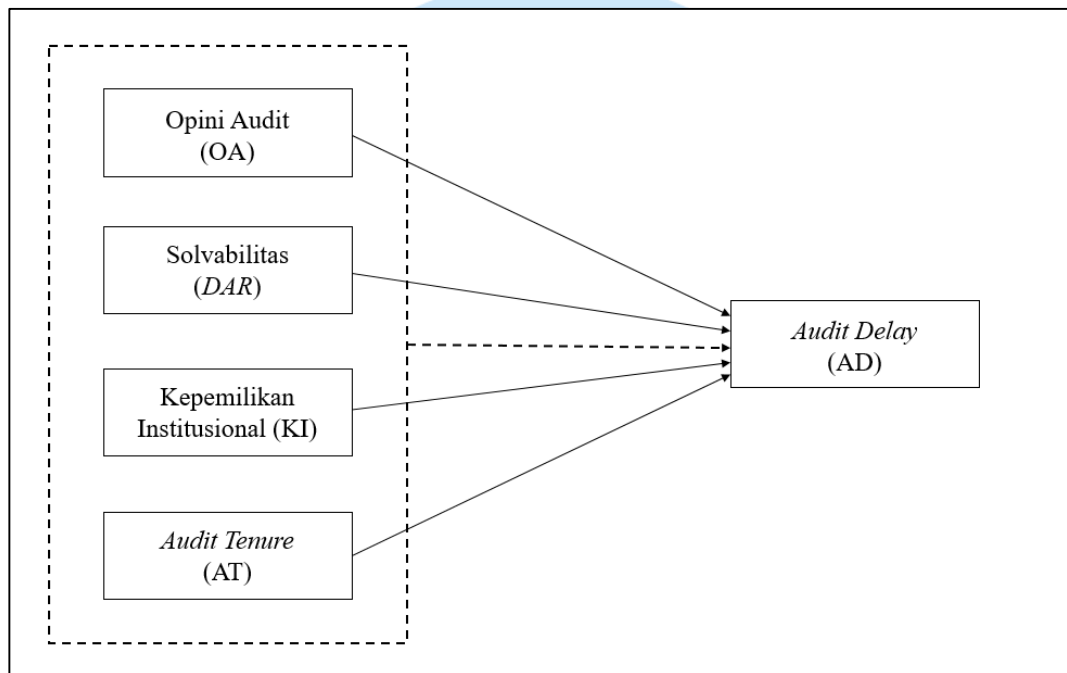 Opini Audit
(OA)
Solvabilitas
(DAR)
Kepemilikan
Institusional (KI)
Audit Tenure
(AT)
Audit Delay
(AD)